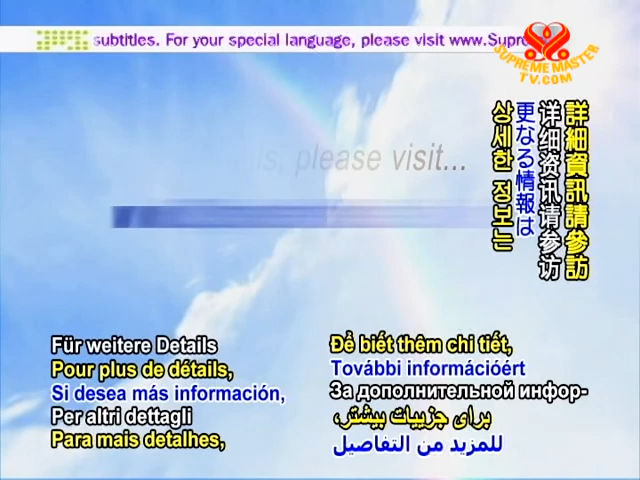 subtitles. For your special language, please visit www.Supre
SUPREME MASTER
TV.COM
please visit...
詳細資訊請參訪
详细资讯请参访
更なる情報は
상세한 정보는
Für weitere Details
Pour plus de détails,
Si desea más información,
Per altri dettagli
Para mais detalhes,
Để biết thêm chi tiết,
További információért
За дополнительной инфор-
برای جزییات بیشتر،
للمزيد من التفاصيل